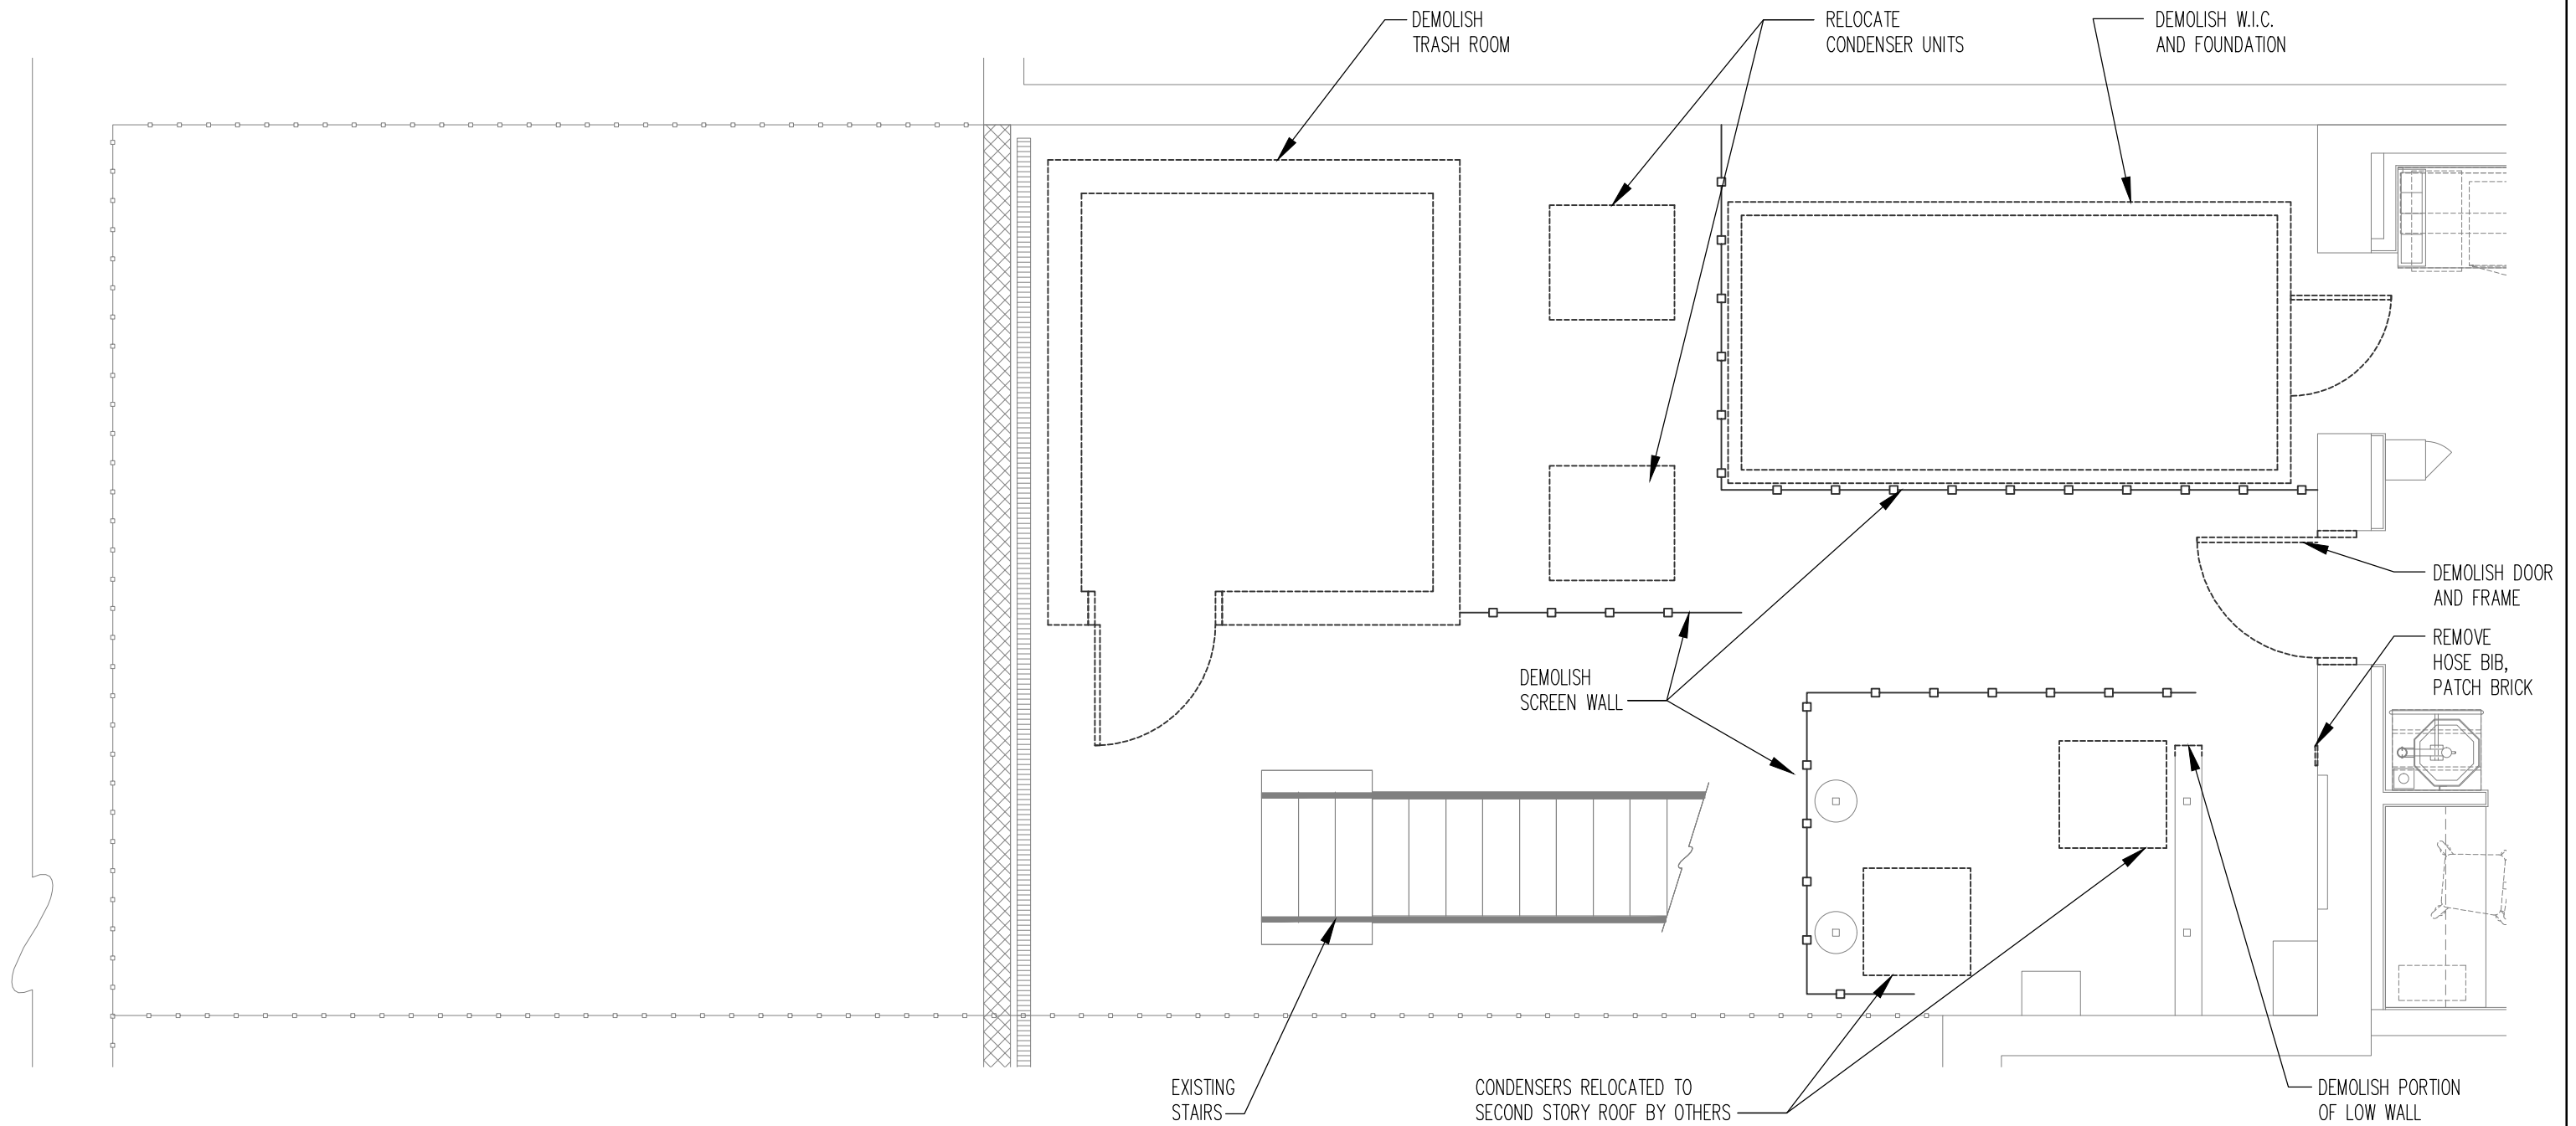 DEMOLISH
TRASH ROOM
RELOCATE
CONDENSER UNITS
DEMOLISH W.I.C.
AND FOUNDATION
DEMOLISH DOOR
AND FRAME
REMOVE
HOSE BIB,
PATCH BRICK
DEMOLISH
SCREEN WALL
EXISTING
STAIRS
CONDENSERS RELOCATED TO
SECOND STORY ROOF BY OTHERS
DEMOLISH PORTION
OF LOW WALL